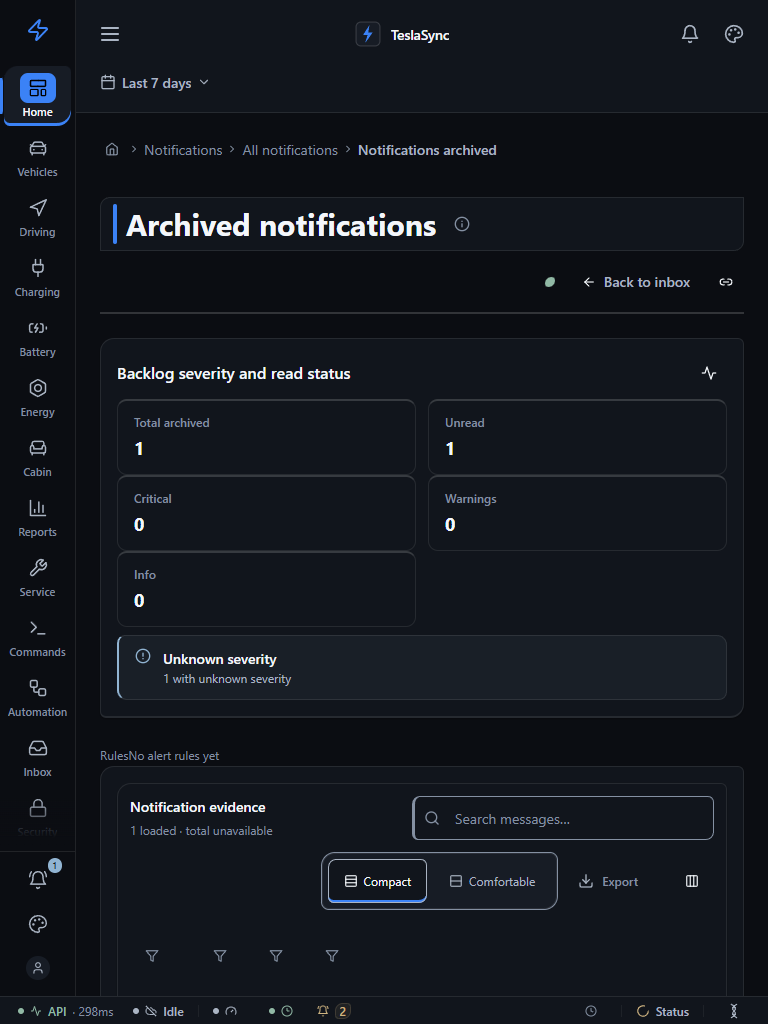 TeslaSync
Last 7 days
Home
Vehicles
Driving
Charging
Battery
Energy
Cabin
Reports
Service
Commands
Automation
Inbox
Security
1
Notifications
All notifications
Notifications archived
Archived notifications
Back to inbox
Backlog severity and read status
Total archived
1
Unread
1
Critical
0
Warnings
0
Info
0
Unknown severity
1 with unknown severity
RulesNo alert rules yet
Notification evidence
1 loaded · total unavailable
Search messages...
Compact
Comfortable
Export
API · 298ms
Idle
2
Status